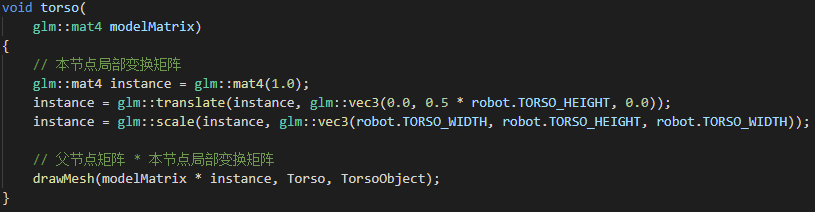 void torso(
    glm::mat4 modelMatrix)
{
    // 本节点局部变换矩阵
    glm::mat4 instance = glm::mat4(1.0);
    instance = glm::translate(instance, glm::vec3(0.0, 0.5 * robot.TORSO_HEIGHT, 0.0));
    instance = glm::scale(instance, glm::vec3(robot.TORSO_WIDTH, robot.TORSO_HEIGHT, robot.TORSO_WIDTH));

    // 父节点矩阵 * 本节点局部变换矩阵
    drawMesh(modelMatrix * instance, Torso, TorsoObject);
}